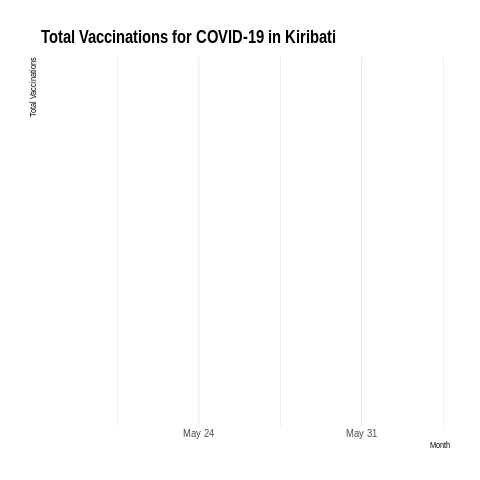 Total Vaccinations for COVID-19 in Kiribati
Total Vaccinations
May 24
May 31
Month